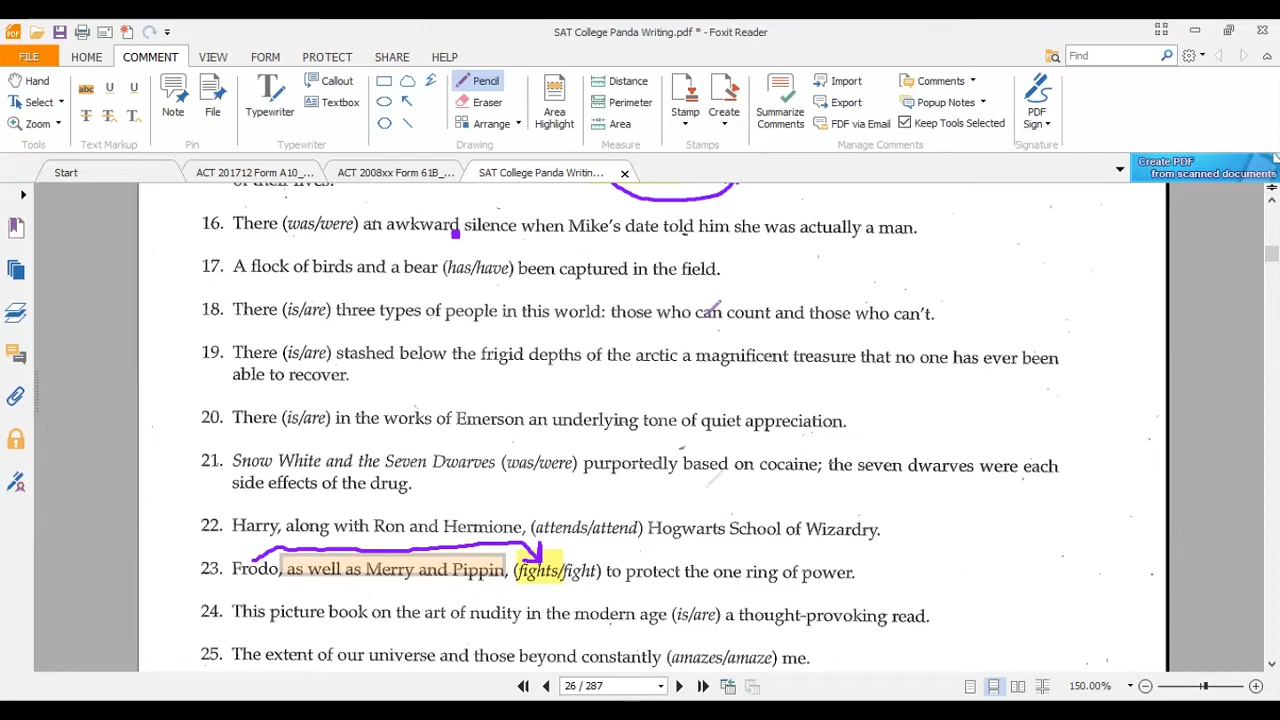 SAT College Panda Writing.pdf * - Foxit Reader
FILE HOME COMMENT VIEW FORM PROTECT SHARE HELP
Find
Hand
Select
Zoom
Tools
Text Markup
Note
File
Pin
Typewriter
Callout
Textbox
Typewriter
Pencil
Eraser
Arrange
Drawing
Area
Highlight
Distance
Perimeter
Area
Measure
Stamp
Create
Stamps
Summarize
Comments
Import
Export
FDF via Email
Comments
Popup Notes
Keep Tools Selected
Manage Comments
PDF
Sign
Signature
Start
ACT 201712 Form A10_...
ACT 2008xx Form 61B_...
SAT College Panda Writin...
Create PDF
from scanned documents
of their lives.
16. There (was/were) an awkward silence when Mike's date told him she was actually a man.
17. A flock of birds and a bear (has/have) been captured in the field.
18. There (is/are) three types of people in this world: those who can count and those who can't.
19. There (is/are) stashed below the frigid depths of the arctic a magnificent treasure that no one has ever been
able to recover.
20. There (is/are) in the works of Emerson an underlying tone of quiet appreciation.
21. Snow White and the Seven Dwarves (was/were) purportedly based on cocaine; the seven dwarves were each
side effects of the drug.
22. Harry, along with Ron and Hermione, (attends/attend) Hogwarts School of Wizardry.
23. Frodo, as well as Merry and Pippin, (fights/fight) to protect the one ring of power.
24. This picture book on the art of nudity in the modern age (is/are) a thought-provoking read.
25. The extent of our universe and those beyond constantly (amazes/amaze) me.
26 / 287
150.00%